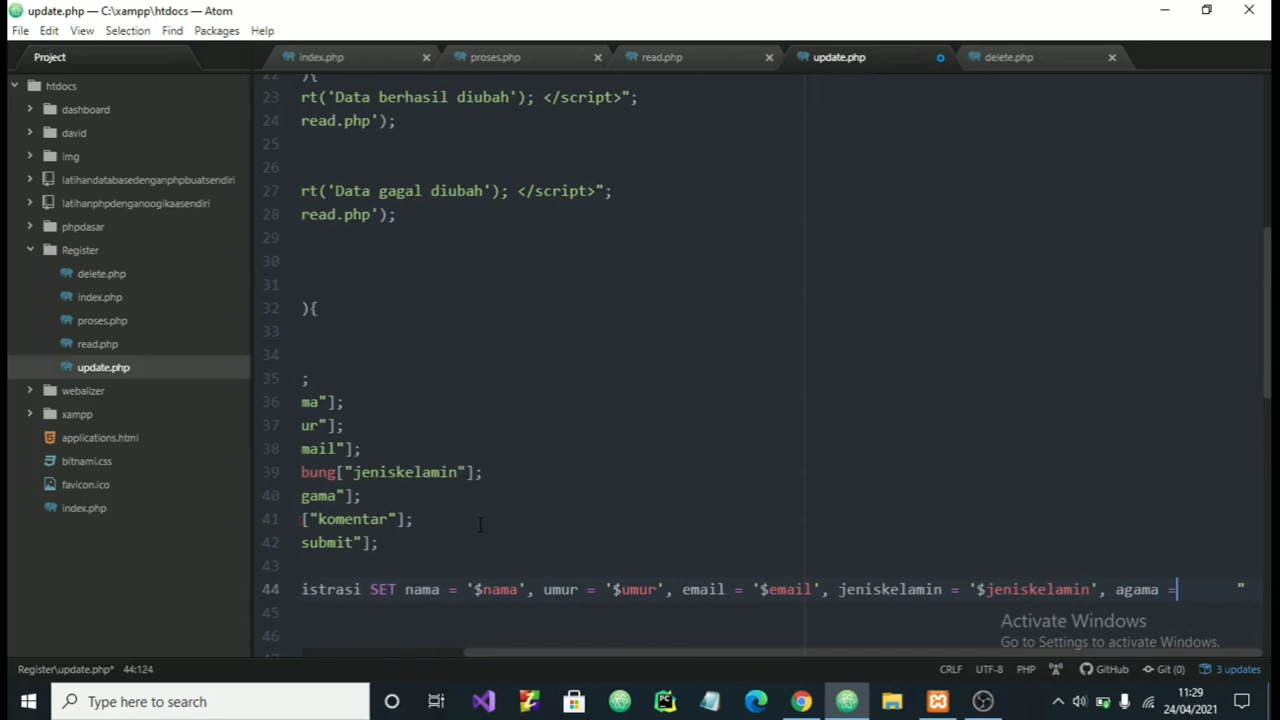 update.php — C:\xampp\htdocs — Atom
File Edit View Selection Find Packages Help
Project
index.php proses.php read.php update.php delete.php
htdocs
dashboard
david
img
latihandatabasedenganphpbuatsendiri
latihanphpdenganoogikaasendiri
phpdasar
Register
delete.php
index.php
proses.php
read.php
update.php
webalizer
xampp
applications.html
bitnami.css
favicon.ico
index.php
22 ){
23 rt('Data berhasil diubah'); </script>";
24 read.php');
25
26
27 rt('Data gagal diubah'); </script>";
28 read.php');
29
30
31
32 ){
33
34
35 ;
36 ma"];
37 ur"];
38 mail"];
39 bung["jeniskelamin"];
40 gama"];
41 ["komentar"];
42 submit"];
43
44 istrasi SET nama = '$nama', umur = '$umur', email = '$email', jeniskelamin = '$jeniskelamin', agama = "
45
46
Activate Windows
Go to Settings to activate Windows.
Register\update.php* 44:124 CRLF UTF-8 PHP GitHub Git (0) 3 updates
Type here to search
11:29
24/04/2021